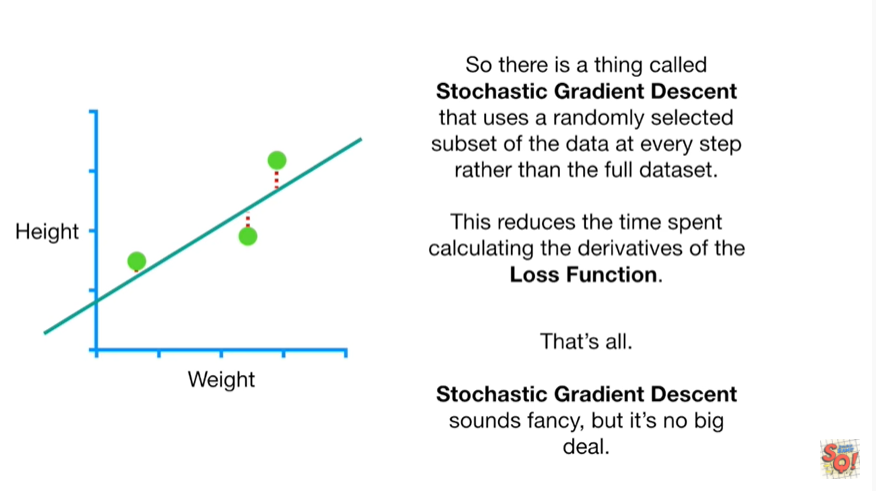 So there is a thing called
Stochastic Gradient Descent
that uses a randomly selected
subset of the data at every step
rather than the full dataset.
This reduces the time spent
calculating the derivatives of the
Loss Function.
That’s all.
Stochastic Gradient Descent
sounds fancy, but it’s no big
deal.
Height
Weight
SQ!